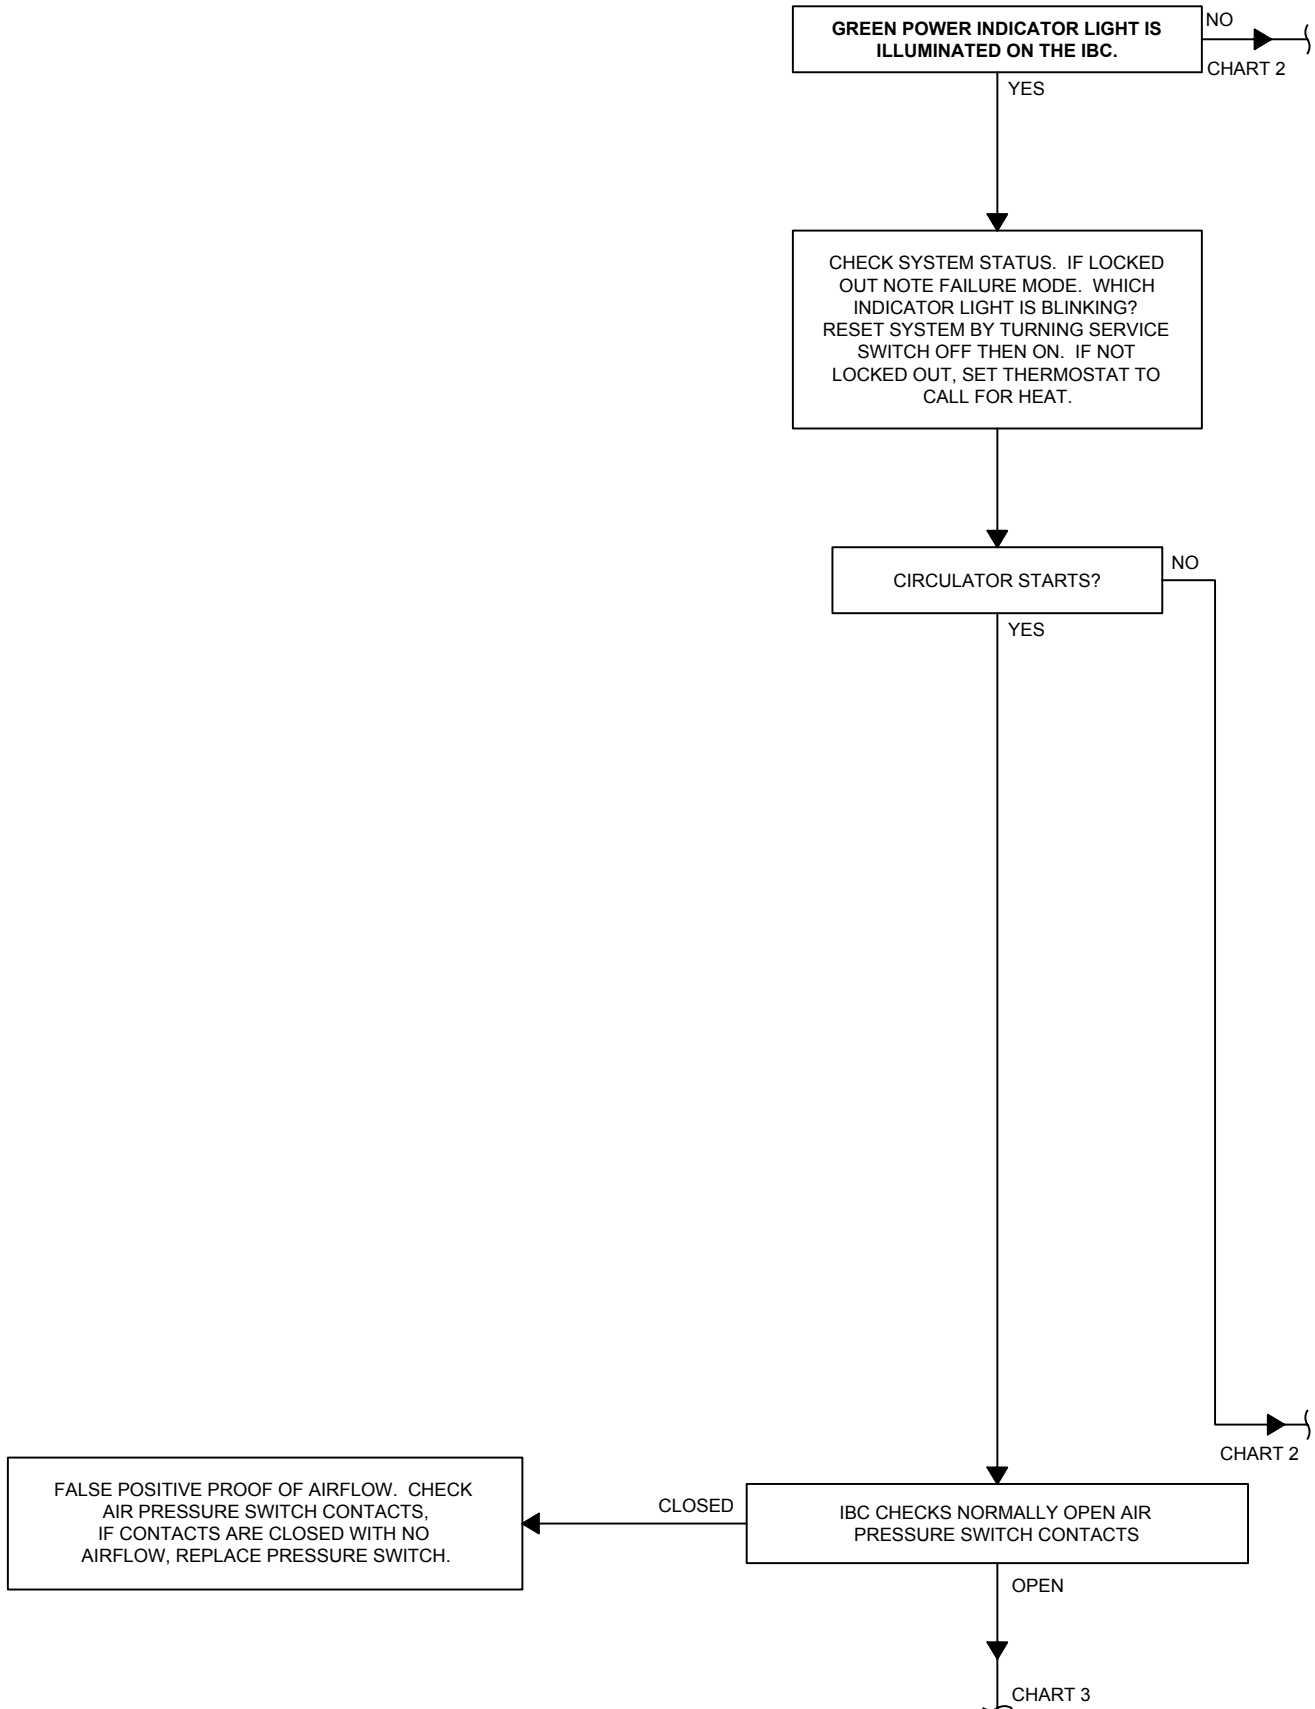 GREEN POWER INDICATOR LIGHT IS
ILLUMINATED ON THE IBC.
NO
CHART 2
YES
CHECK SYSTEM STATUS. IF LOCKED
OUT NOTE FAILURE MODE. WHICH
INDICATOR LIGHT IS BLINKING?
RESET SYSTEM BY TURNING SERVICE
SWITCH OFF THEN ON. IF NOT
LOCKED OUT, SET THERMOSTAT TO
CALL FOR HEAT.
CIRCULATOR STARTS?
NO
YES
CHART 2
FALSE POSITIVE PROOF OF AIRFLOW. CHECK
AIR PRESSURE SWITCH CONTACTS,
IF CONTACTS ARE CLOSED WITH NO
AIRFLOW, REPLACE PRESSURE SWITCH.
CLOSED
IBC CHECKS NORMALLY OPEN AIR
PRESSURE SWITCH CONTACTS
OPEN
CHART 3